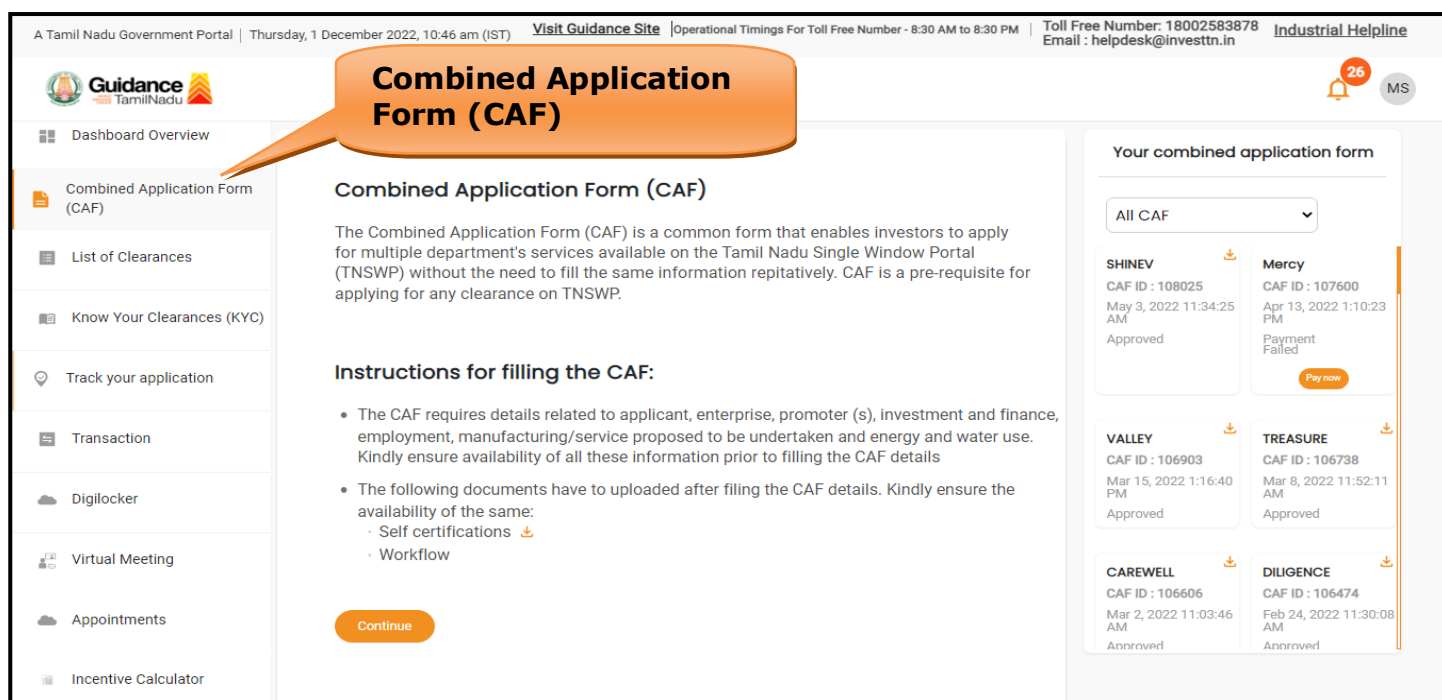 A Tamil Nadu Government Portal | Thursday, 1 December 2022, 10:46 am (IST) Visit Guidance Site | Operational Timings For Toll Free Number - 8:30 AM to 8:30 PM | Toll Free Number: 18002583878 Industrial Helpline
Email : helpdesk@investtn.in
Guidance
TamilNadu
Combined Application
Form (CAF)
26
MS
Dashboard Overview
Combined Application Form
(CAF)
List of Clearances
Know Your Clearances (KYC)
Track your application
Transaction
Digilocker
Virtual Meeting
Appointments
Incentive Calculator
Combined Application Form (CAF)
The Combined Application Form (CAF) is a common form that enables investors to apply
for multiple department's services available on the Tamil Nadu Single Window Portal
(TNSWP) without the need to fill the same information repitatively. CAF is a pre-requisite for
applying for any clearance on TNSWP.
Instructions for filling the CAF:
• The CAF requires details related to applicant, enterprise, promoter (s), investment and finance,
employment, manufacturing/service proposed to be undertaken and energy and water use.
Kindly ensure availability of all these information prior to filling the CAF details
• The following documents have to uploaded after filing the CAF details. Kindly ensure the
availability of the same:
· Self certifications
· Workflow
Continue
Your combined application form
All CAF
SHINEV
CAF ID : 108025
May 3, 2022 11:34:25
AM
Approved
Mercy
CAF ID : 107600
Apr 13, 2022 1:10:23
PM
Payment
Failed
Pay now
VALLEY
CAF ID : 106903
Mar 15, 2022 1:16:40
PM
Approved
TREASURE
CAF ID : 106738
Mar 8, 2022 11:52:11
AM
Approved
CAREWELL
CAF ID : 106606
Mar 2, 2022 11:03:46
AM
Approved
DILIGENCE
CAF ID : 106474
Feb 24, 2022 11:30:08
AM
Approved